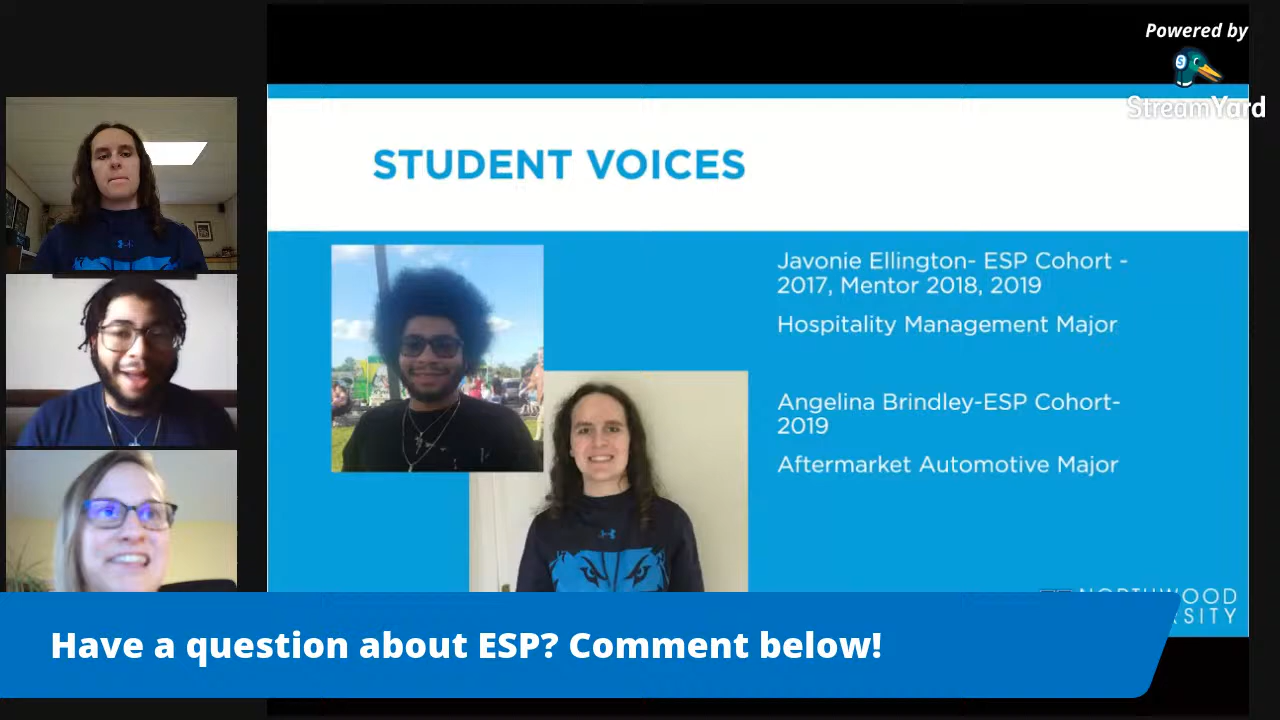 Powered by
StreamYard
STUDENT VOICES
Javonie Ellington- ESP Cohort -
2017, Mentor 2018, 2019
Hospitality Management Major
Angelina Brindley-ESP Cohort-
2019
Aftermarket Automotive Major
Have a question about ESP? Comment below!